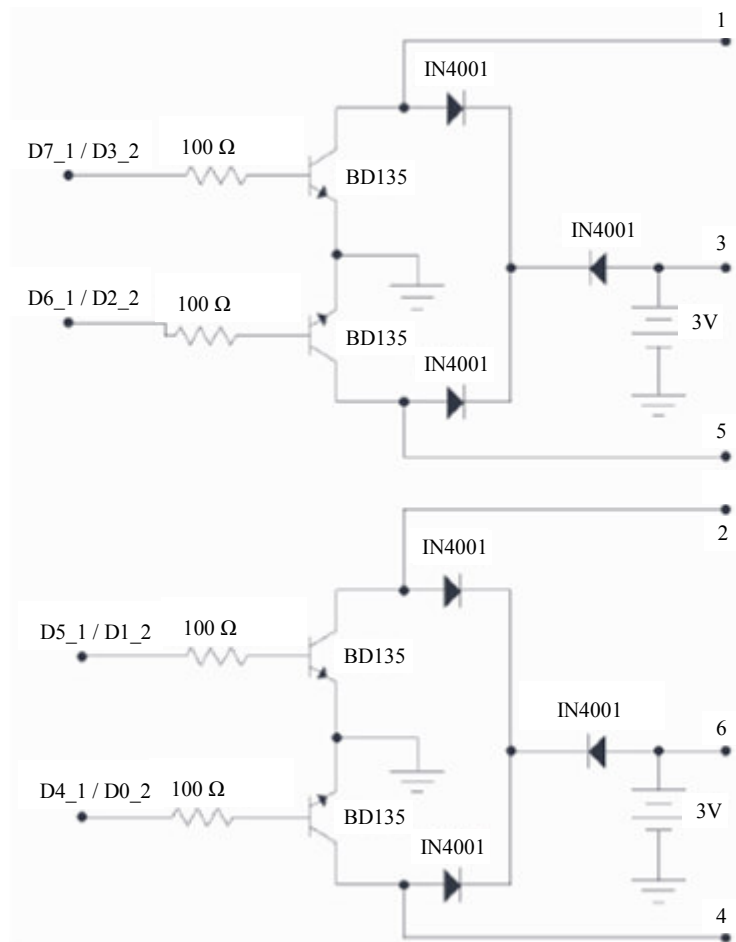 1
IN4001
100 Ω
D7_1 / D3_2
BD135
IN4001
3
D6_1 / D2_2
100 Ω
3V
BD135
IN4001
5
2
IN4001
D5_1 / D1_2
100 Ω
BD135
IN4001
6
D4_1 / D0_2
100 Ω
BD135
3V
IN4001
4